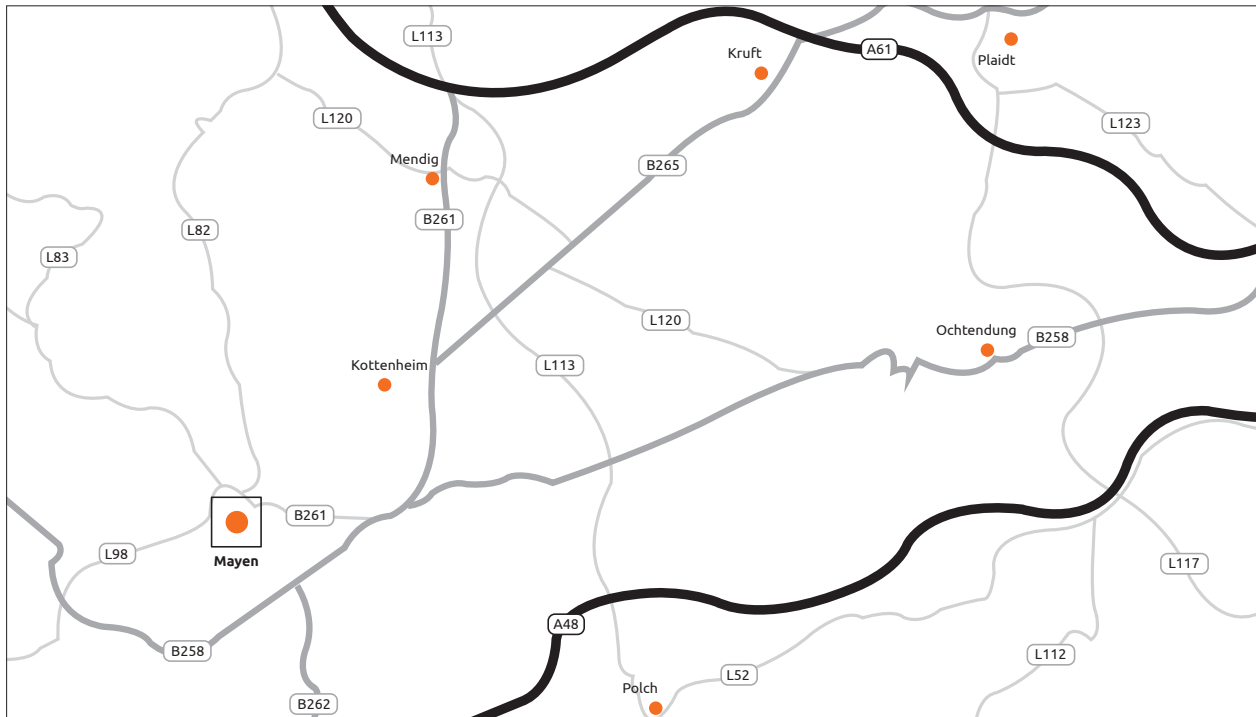 L113
A61
Kruft
Plaidt
L120
L123
Mendig
B265
B261
L82
L83
L120
Ochtendung
B258
Kottenheim
L113
B261
L98
Mayen
L117
A48
B258
L112
L52
Polch
B262